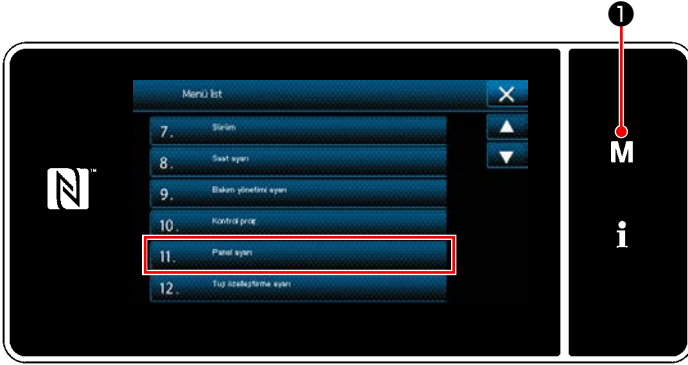 ❶
Menü list
7. Sürüm
8. Saat ayarı
9. Bakım yönetimi ayarı
10. Kontrol prog.
11. Panel ayarı
12. Tuş özelleştirme ayarı
M
i